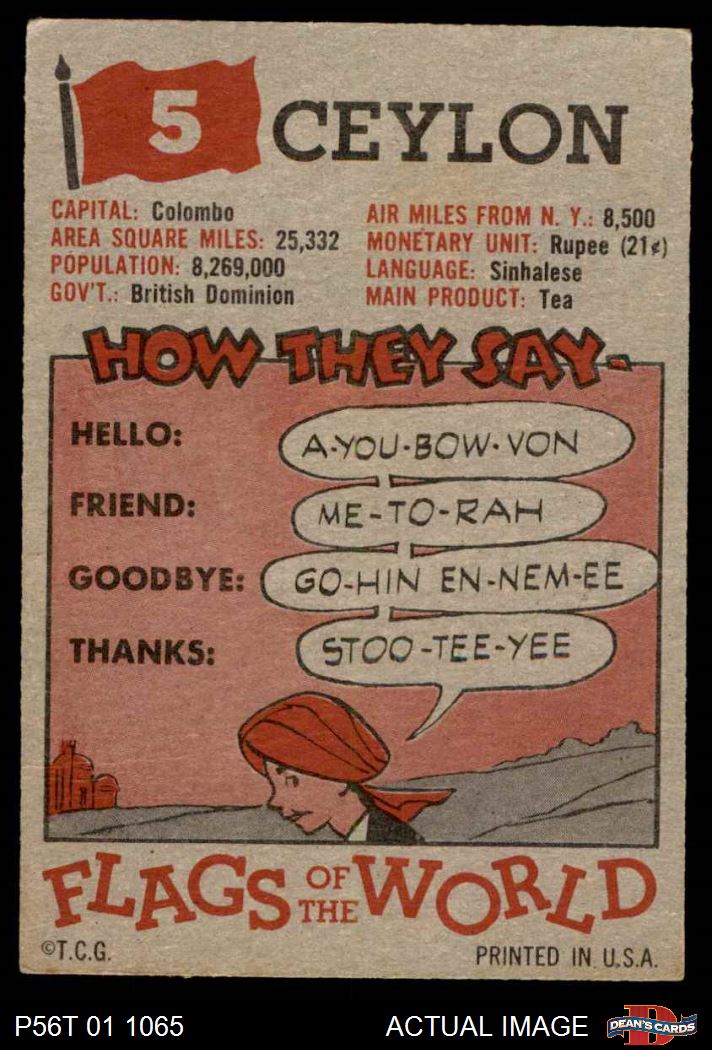 5 CEYLON
CAPITAL: Colombo
AREA SQUARE MILES: 25,332
POPULATION: 8,269,000
GOV'T.: British Dominion
AIR MILES FROM N. Y.: 8,500
MONETARY UNIT: Rupee (21¢)
LANGUAGE: Sinhalese
MAIN PRODUCT: Tea
HOW THEY SAY-
HELLO: A-YOU-BOW-VON
FRIEND: ME-TO-RAH
GOODBYE: GO-HIN EN-NEM-EE
THANKS: STOO-TEE-YEE
FLAGS OF THE WORLD
©T.C.G. PRINTED IN U.S.A.
P56T 01 1065 ACTUAL IMAGE D DEAN'S CARDS